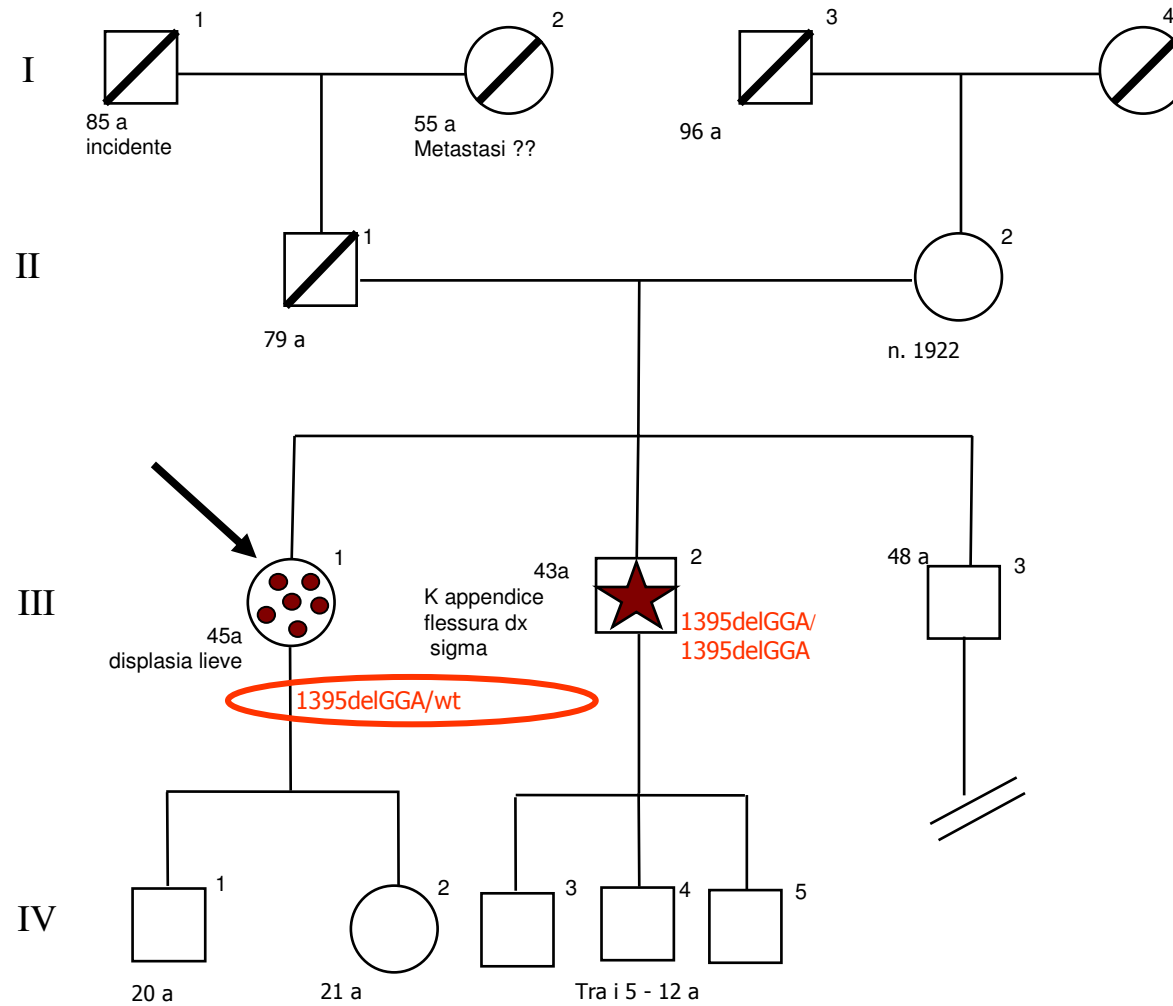 I
1
2
3
4
85 a
incidente
55 a
Metastasi ??
96 a
II
1
2
79 a
n. 1922
III
1
2
3
45a
displasia lieve
K appendice
flessura dx
sigma
43a
48 a
1395delGGA/
1395delGGA
1395delGGA/wt
IV
1
2
3
4
5
20 a
21 a
Tra i 5 - 12 a